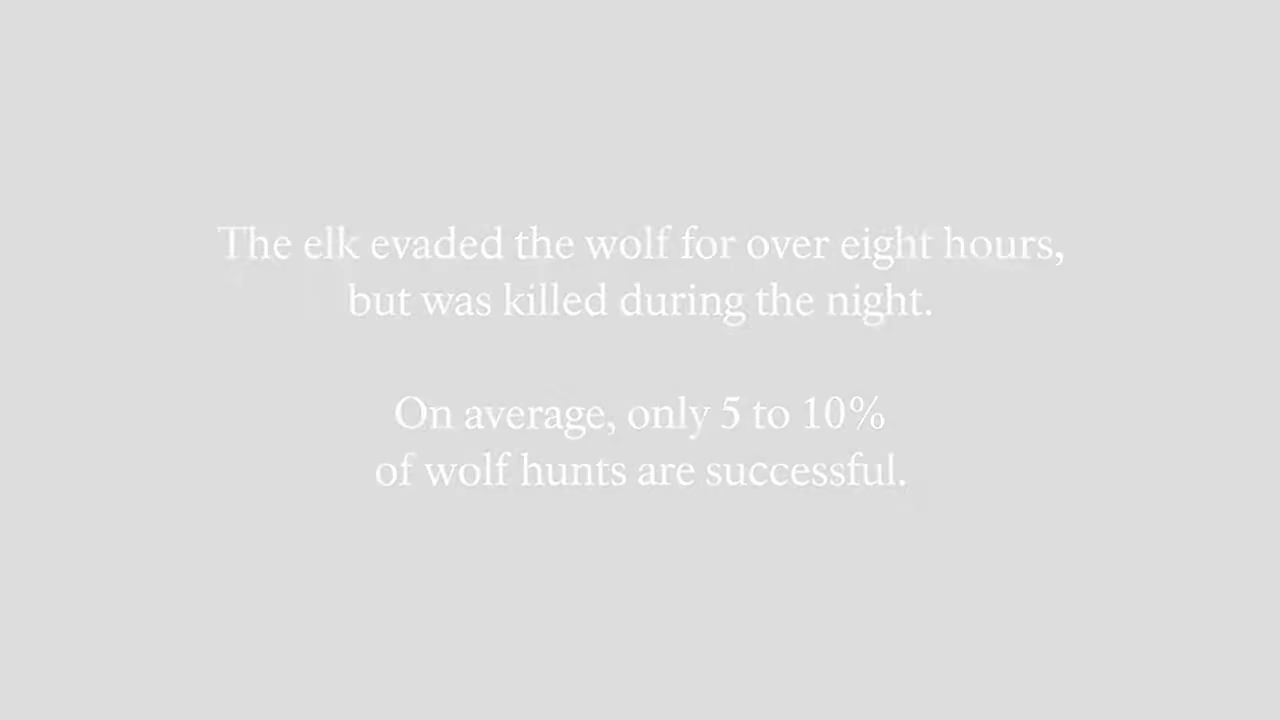 The elk evaded the wolf for over eight hours,
but was killed during the night.
On average, only 5 to 10%
of wolf hunts are successful.